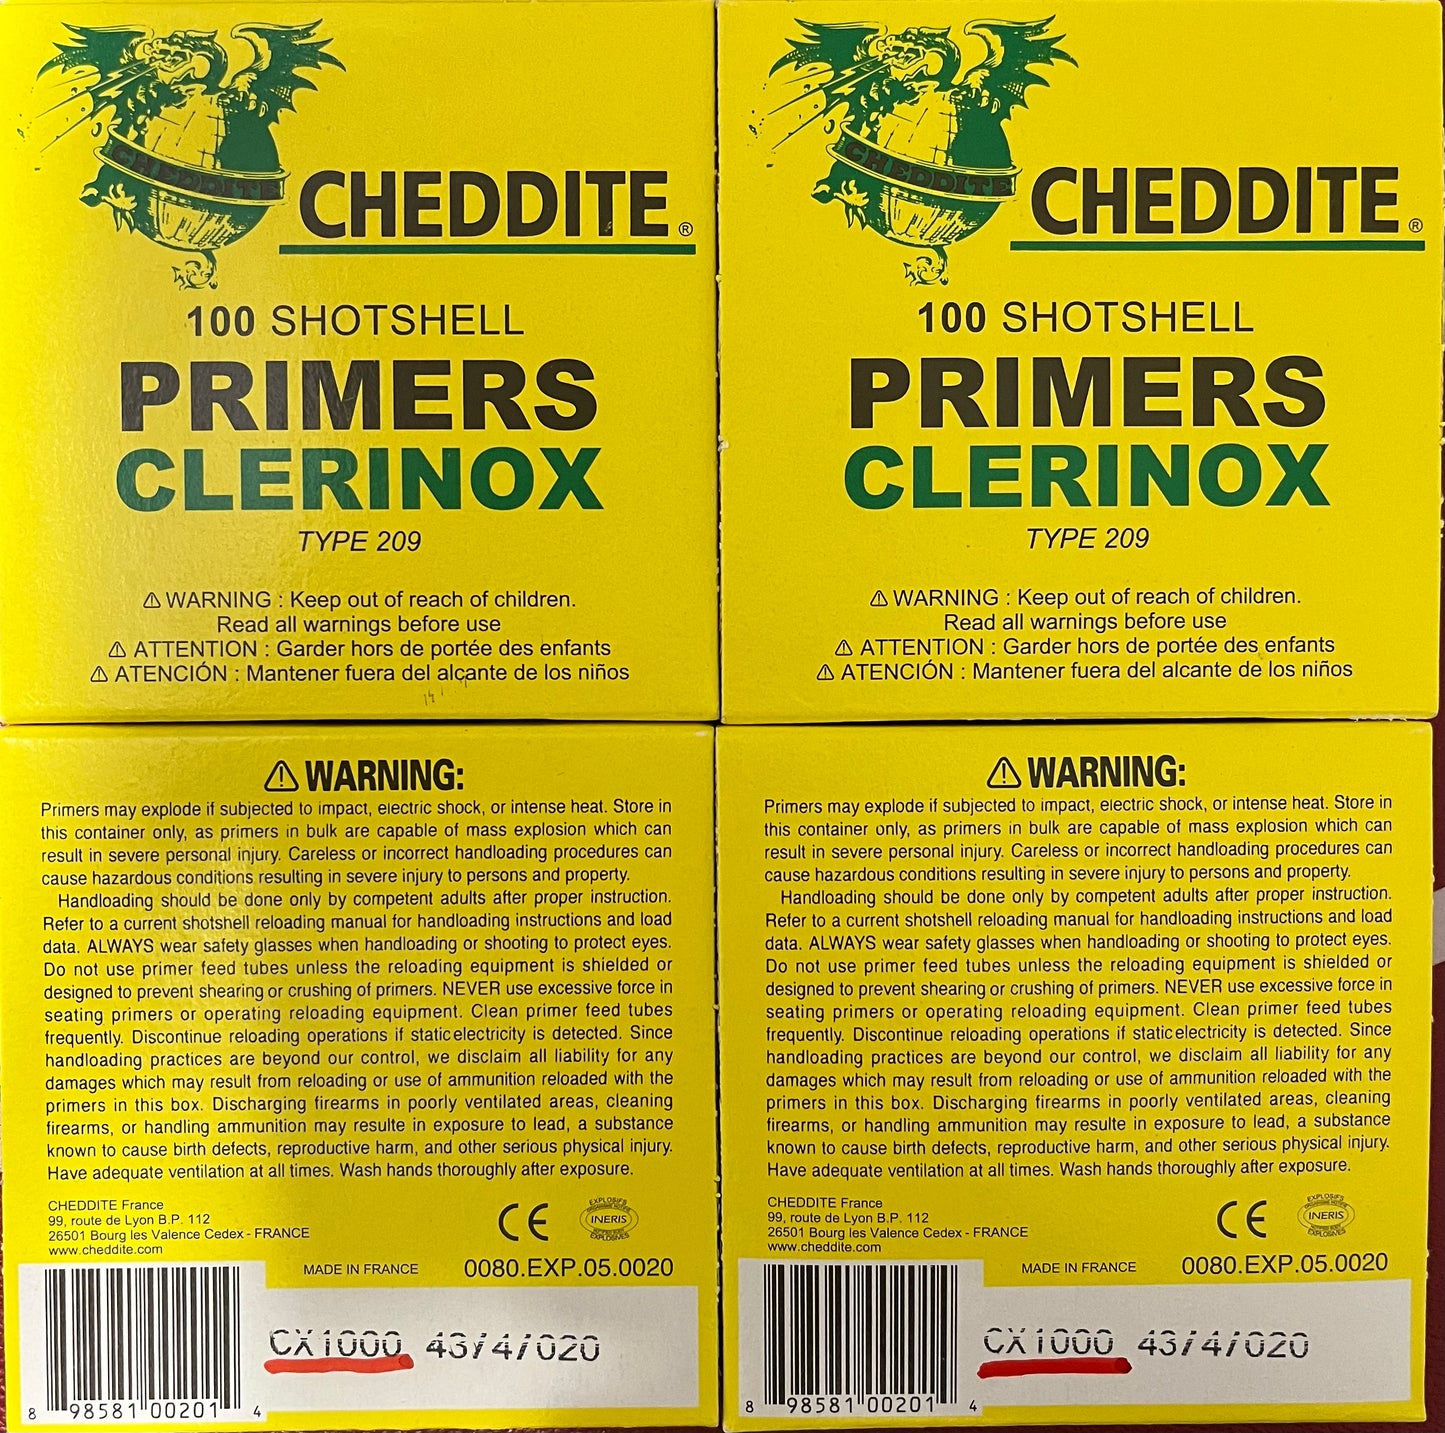 CHEDDITE
CHEDDITE®
100 SHOTSHELL
PRIMERS
CLERINOX
TYPE 209
⚠ WARNING : Keep out of reach of children.
Read all warnings before use
⚠ ATTENTION : Garder hors de portée des enfants
⚠ ATENCIÓN : Mantener fuera del alcante de los niños
CHEDDITE
CHEDDITE®
100 SHOTSHELL
PRIMERS
CLERINOX
TYPE 209
⚠ WARNING : Keep out of reach of children.
Read all warnings before use
⚠ ATTENTION : Garder hors de portée des enfants
⚠ ATENCIÓN : Mantener fuera del alcante de los niños
⚠ WARNING:
Primers may explode if subjected to impact, electric shock, or intense heat. Store in
this container only, as primers in bulk are capable of mass explosion which can
result in severe personal injury. Careless or incorrect handloading procedures can
cause hazardous conditions resulting in severe injury to persons and property.
Handloading should be done only by competent adults after proper instruction.
Refer to a current shotshell reloading manual for handloading instructions and load
data. ALWAYS wear safety glasses when handloading or shooting to protect eyes.
Do not use primer feed tubes unless the reloading equipment is shielded or
designed to prevent shearing or crushing of primers. NEVER use excessive force in
seating primers or operating reloading equipment. Clean primer feed tubes
frequently. Discontinue reloading operations if static electricity is detected. Since
handloading practices are beyond our control, we disclaim all liability for any
damages which may result from reloading or use of ammunition reloaded with the
primers in this box. Discharging firearms in poorly ventilated areas, cleaning
firearms, or handling ammunition may resulte in exposure to lead, a substance
known to cause birth defects, reproductive harm, and other serious physical injury.
Have adequate ventilation at all times. Wash hands thoroughly after exposure.
CHEDDITE France
99, route de Lyon B.P. 112
26501 Bourg les Valence Cedex - FRANCE
www.cheddite.com
CE
EXPLOSIFS
INERIS
EXPLOSIVES
MADE IN FRANCE
0080.EXP.05.0020
CX1000 43/4/020
8 98581 00201 4
⚠ WARNING:
Primers may explode if subjected to impact, electric shock, or intense heat. Store in
this container only, as primers in bulk are capable of mass explosion which can
result in severe personal injury. Careless or incorrect handloading procedures can
cause hazardous conditions resulting in severe injury to persons and property.
Handloading should be done only by competent adults after proper instruction.
Refer to a current shotshell reloading manual for handloading instructions and load
data. ALWAYS wear safety glasses when handloading or shooting to protect eyes.
Do not use primer feed tubes unless the reloading equipment is shielded or
designed to prevent shearing or crushing of primers. NEVER use excessive force in
seating primers or operating reloading equipment. Clean primer feed tubes
frequently. Discontinue reloading operations if static electricity is detected. Since
handloading practices are beyond our control, we disclaim all liability for any
damages which may result from reloading or use of ammunition reloaded with the
primers in this box. Discharging firearms in poorly ventilated areas, cleaning
firearms, or handling ammunition may resulte in exposure to lead, a substance
known to cause birth defects, reproductive harm, and other serious physical injury.
Have adequate ventilation at all times. Wash hands thoroughly after exposure.
CHEDDITE France
99, route de Lyon B.P. 112
26501 Bourg les Valence Cedex - FRANCE
www.cheddite.com
CE
EXPLOSIFS
INERIS
EXPLOSIVES
MADE IN FRANCE
0080.EXP.05.0020
CX1000 43/4/020
8 98581 00201 4